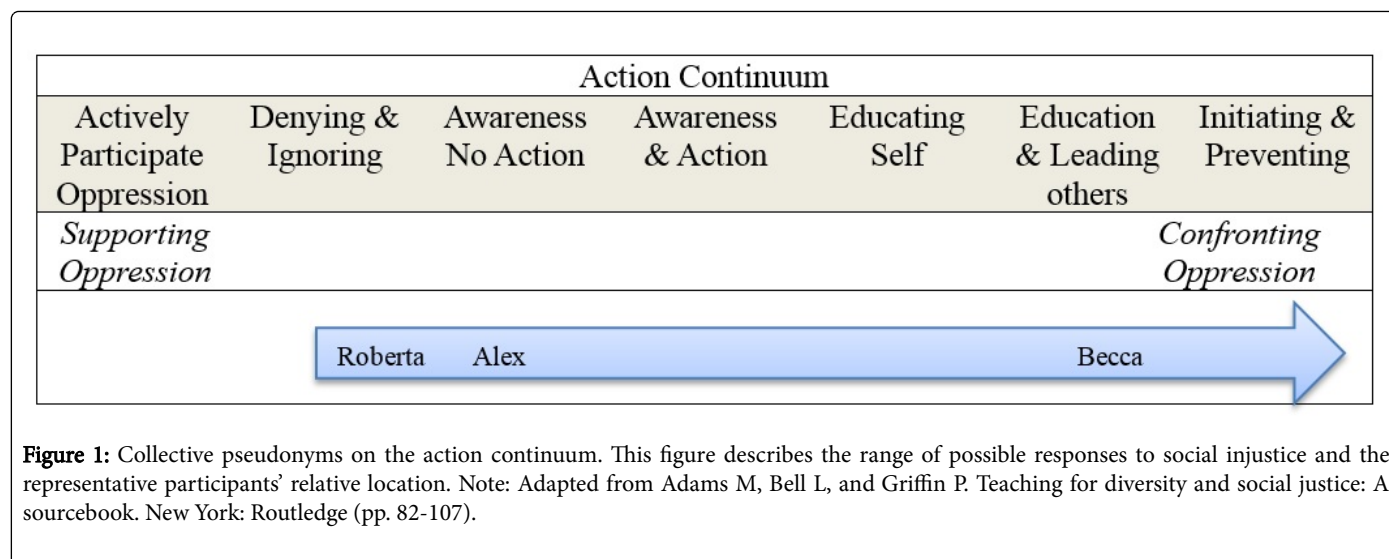 Action Continuum
Actively Participate Oppression
Denying & Ignoring
Awareness No Action
Awareness & Action
Educating Self
Education & Leading others
Initiating & Preventing
Supporting Oppression
Confronting Oppression
Roberta Alex Becca
Figure 1: Collective pseudonyms on the action continuum. This figure describes the range of possible responses to social injustice and the
representative participants’ relative location. Note: Adapted from Adams M, Bell L, and Griffin P. Teaching for diversity and social justice: A
sourcebook. New York: Routledge (pp. 82-107).